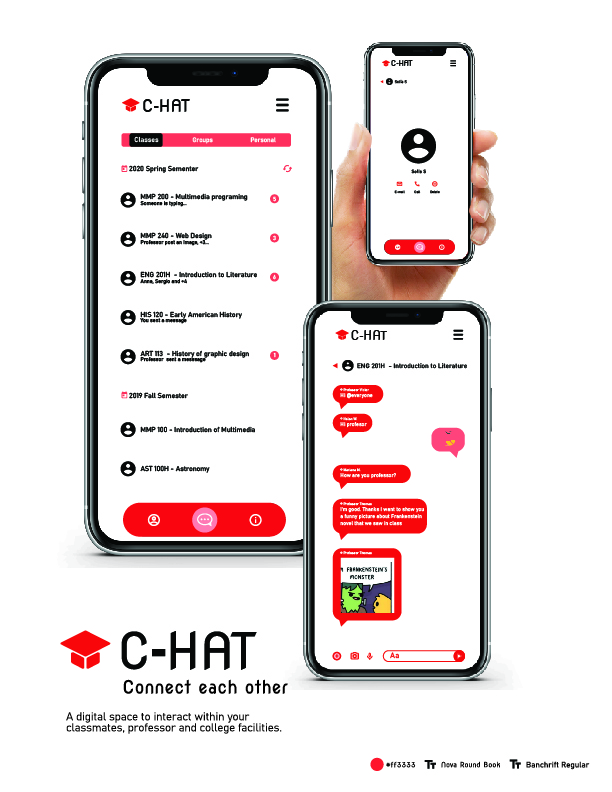 C-HAT
Classes Groups Personal
2020 Spring Sementer
MMP 200 - Multimedia programing
Someone is typing...
5
MMP 240 - Web Design
Professor post an image, +3...
3
ENG 201H - Introduction to Literature
Anna, Sergio and +4
6
HIS 120 - Early American History
You sent a message
ART 113 - History of graphic design
Professor sent a message
1
2019 Fall Semester
MMP 100 - Introduction of Multimedia
AST 100H - Astronomy
C-HAT
Sofia S
Sofia S
E-mail Call Delete
C-HAT
ENG 201H - Introduction to Literature
Professor Victor
Hi @everyone
Helen W
Hi profesor
Mariana M
How are you professor?
Professor Thomas
I'm good. Thanks I want to show you
a funny picture about Frankenstein
novel that we saw in class
Professor Thomas
FRANKENSTEIN'S
MONSTER
Aa
C-HAT
Connect each other
A digital space to interact within your
classmates, professor and college facilities.
#ff3333 Tr Nova Round Book Tr Banchrift Regular